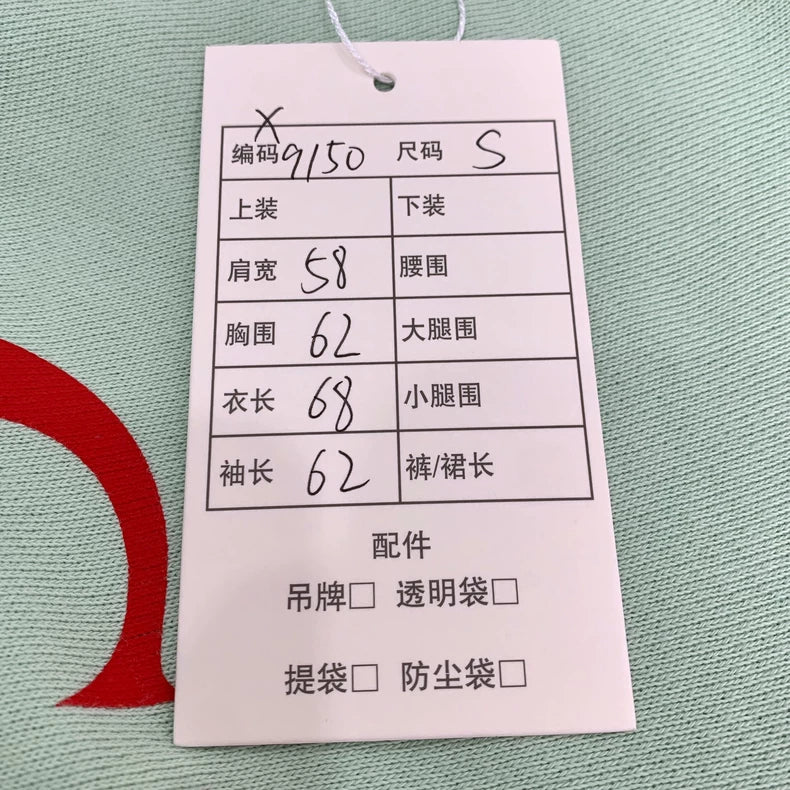 X
编码 9150 尺码 S
上装 下装
肩宽 58 腰围
胸围 62 大腿围
衣长 68 小腿围
袖长 62 裤/裙长
配件
吊牌□ 透明袋□
提袋□ 防尘袋□